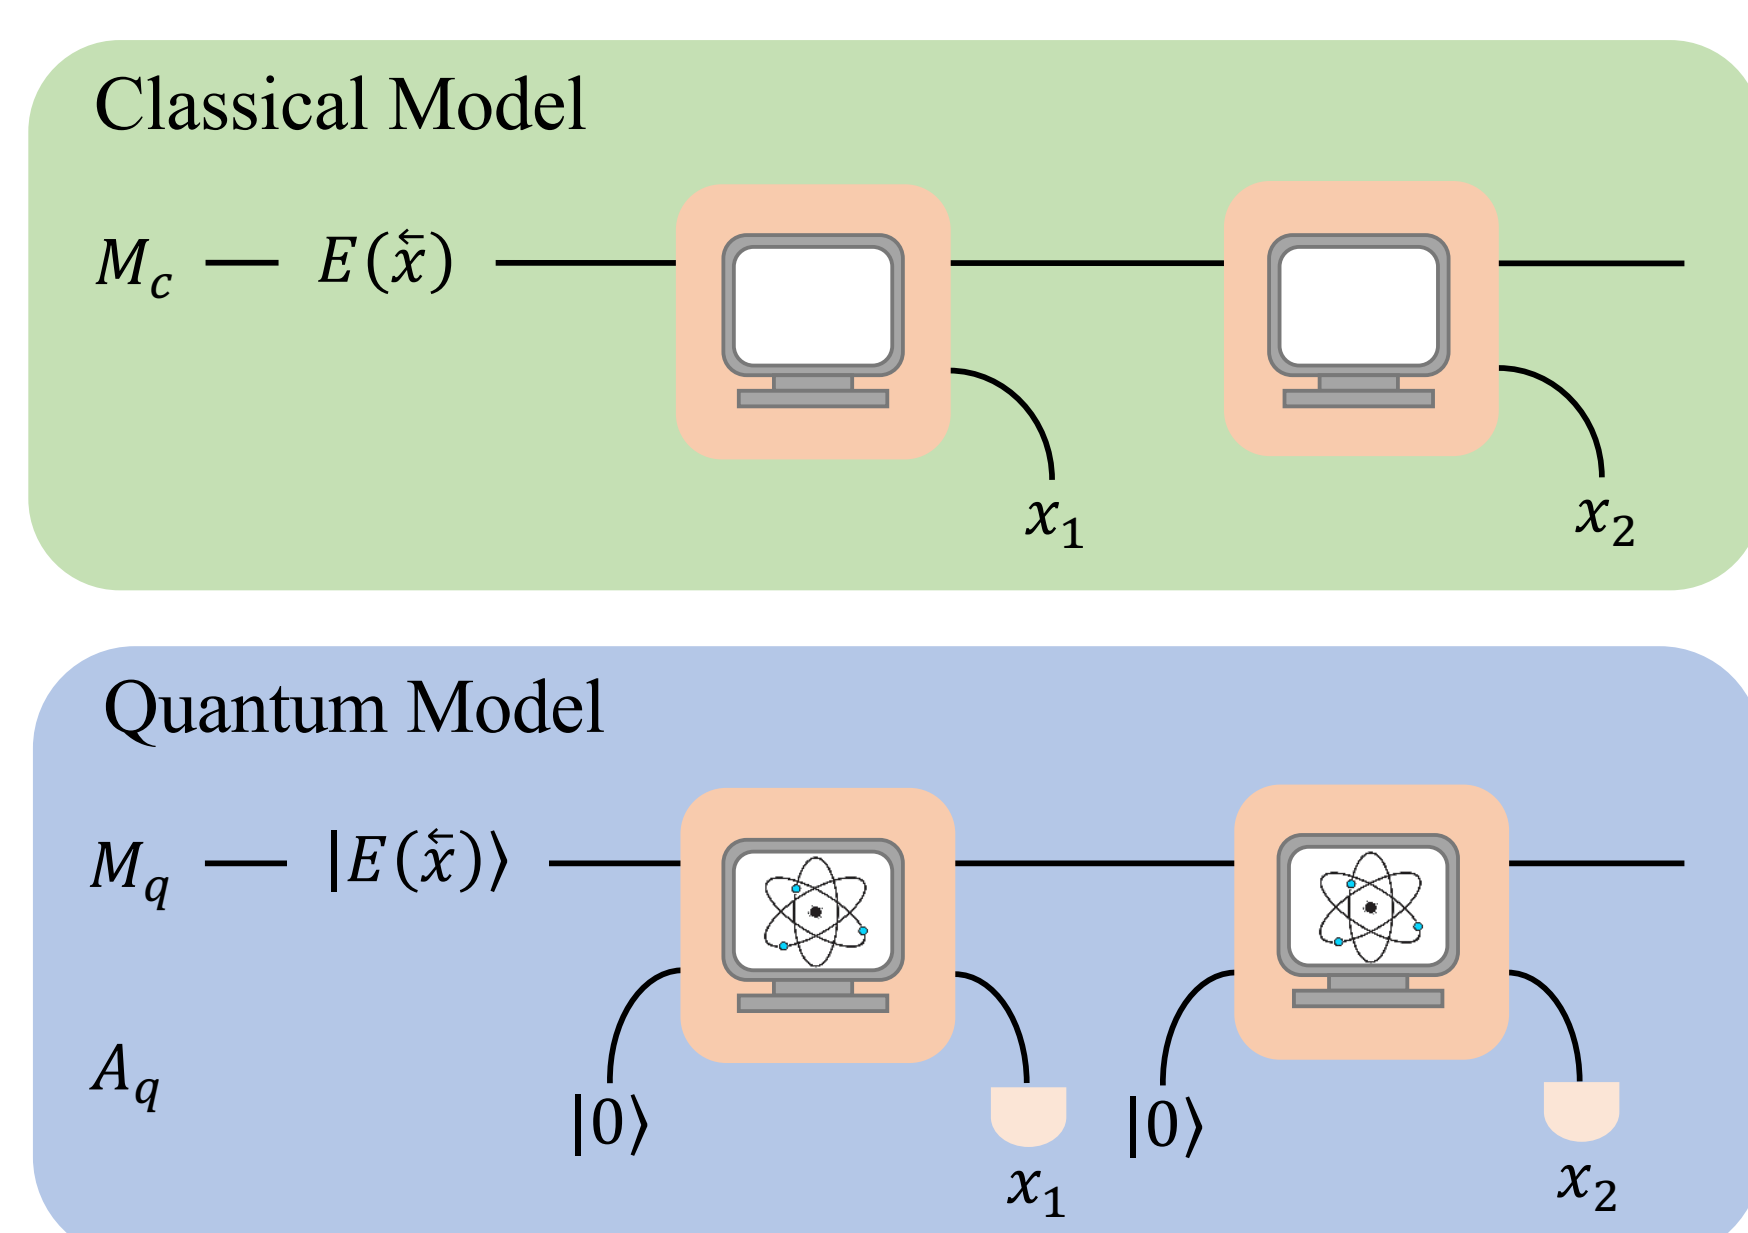 Classical Model
M_c — E(x⃖)
x_1
x_2
Quantum Model
M_q — |E(x⃖)⟩
A_q
|0⟩
|0⟩
x_1
x_2